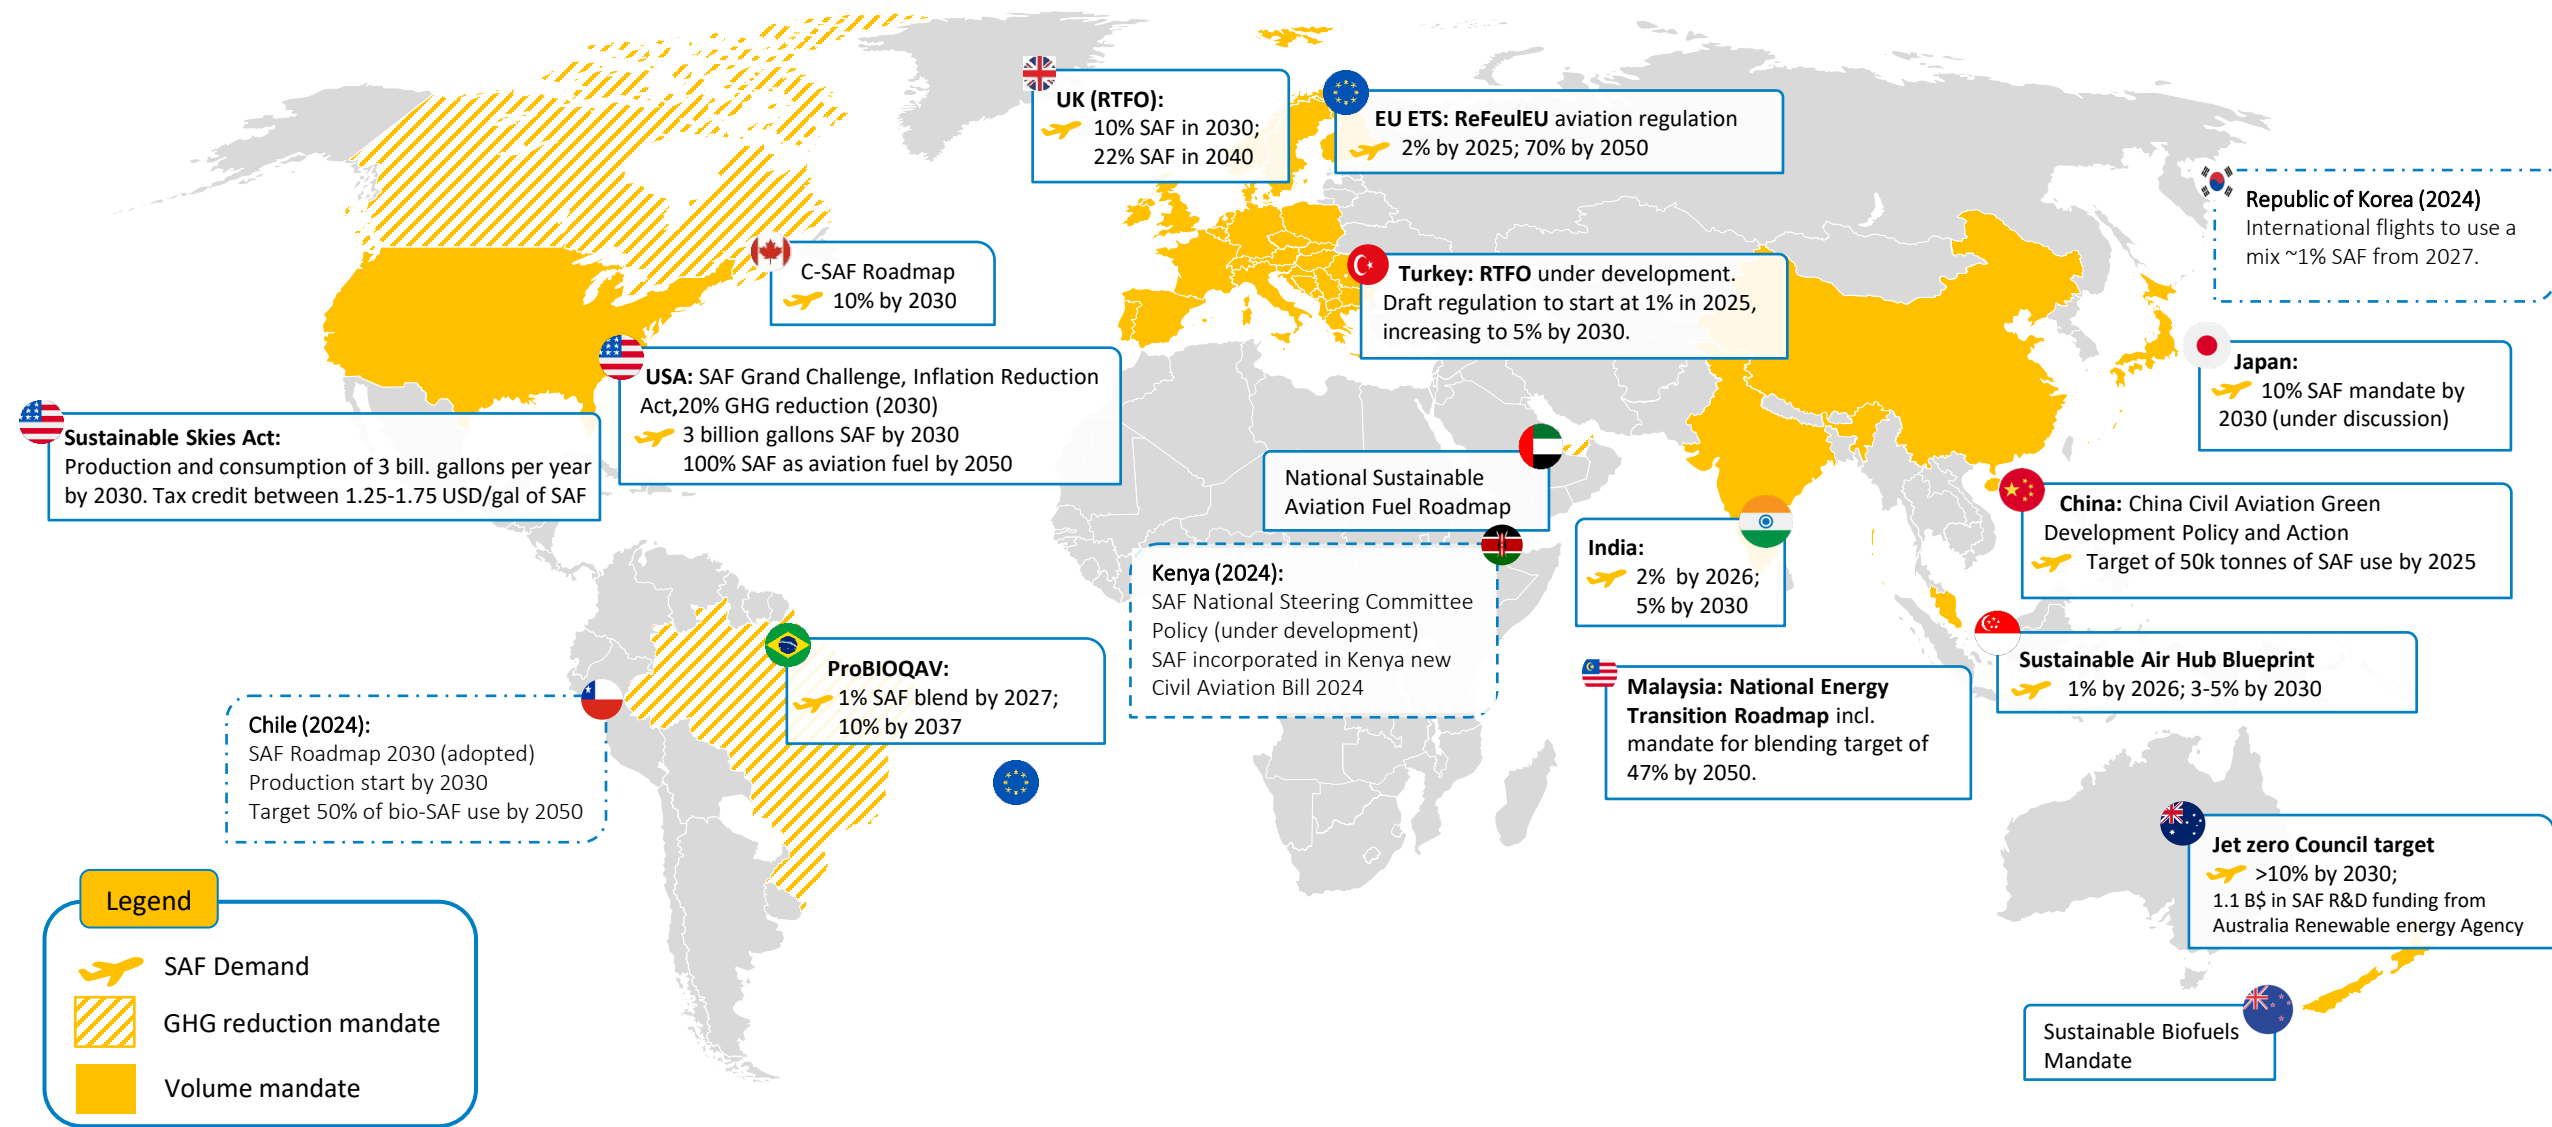 UK (RTFO):
10% SAF in 2030;
22% SAF in 2040
EU ETS: ReFeulEU aviation regulation
2% by 2025; 70% by 2050
Republic of Korea (2024)
International flights to use a
mix ~1% SAF from 2027.
C-SAF Roadmap
10% by 2030
Turkey: RTFO under development.
Draft regulation to start at 1% in 2025,
increasing to 5% by 2030.
Japan:
10% SAF mandate by
2030 (under discussion)
USA: SAF Grand Challenge, Inflation Reduction
Act,20% GHG reduction (2030)
3 billion gallons SAF by 2030
100% SAF as aviation fuel by 2050
Sustainable Skies Act:
Production and consumption of 3 bill. gallons per year
by 2030. Tax credit between 1.25-1.75 USD/gal of SAF
National Sustainable
Aviation Fuel Roadmap
China: China Civil Aviation Green
Development Policy and Action
Target of 50k tonnes of SAF use by 2025
India:
2% by 2026;
5% by 2030
Kenya (2024):
SAF National Steering Committee
Policy (under development)
SAF incorporated in Kenya new
Civil Aviation Bill 2024
Sustainable Air Hub Blueprint
1% by 2026; 3-5% by 2030
ProBIOQAV:
1% SAF blend by 2027;
10% by 2037
Malaysia: National Energy
Transition Roadmap incl.
mandate for blending target of
47% by 2050.
Chile (2024):
SAF Roadmap 2030 (adopted)
Production start by 2030
Target 50% of bio-SAF use by 2050
Jet zero Council target
>10% by 2030;
1.1 B$ in SAF R&D funding from
Australia Renewable energy Agency
Sustainable Biofuels
Mandate
Legend
SAF Demand
GHG reduction mandate
Volume mandate